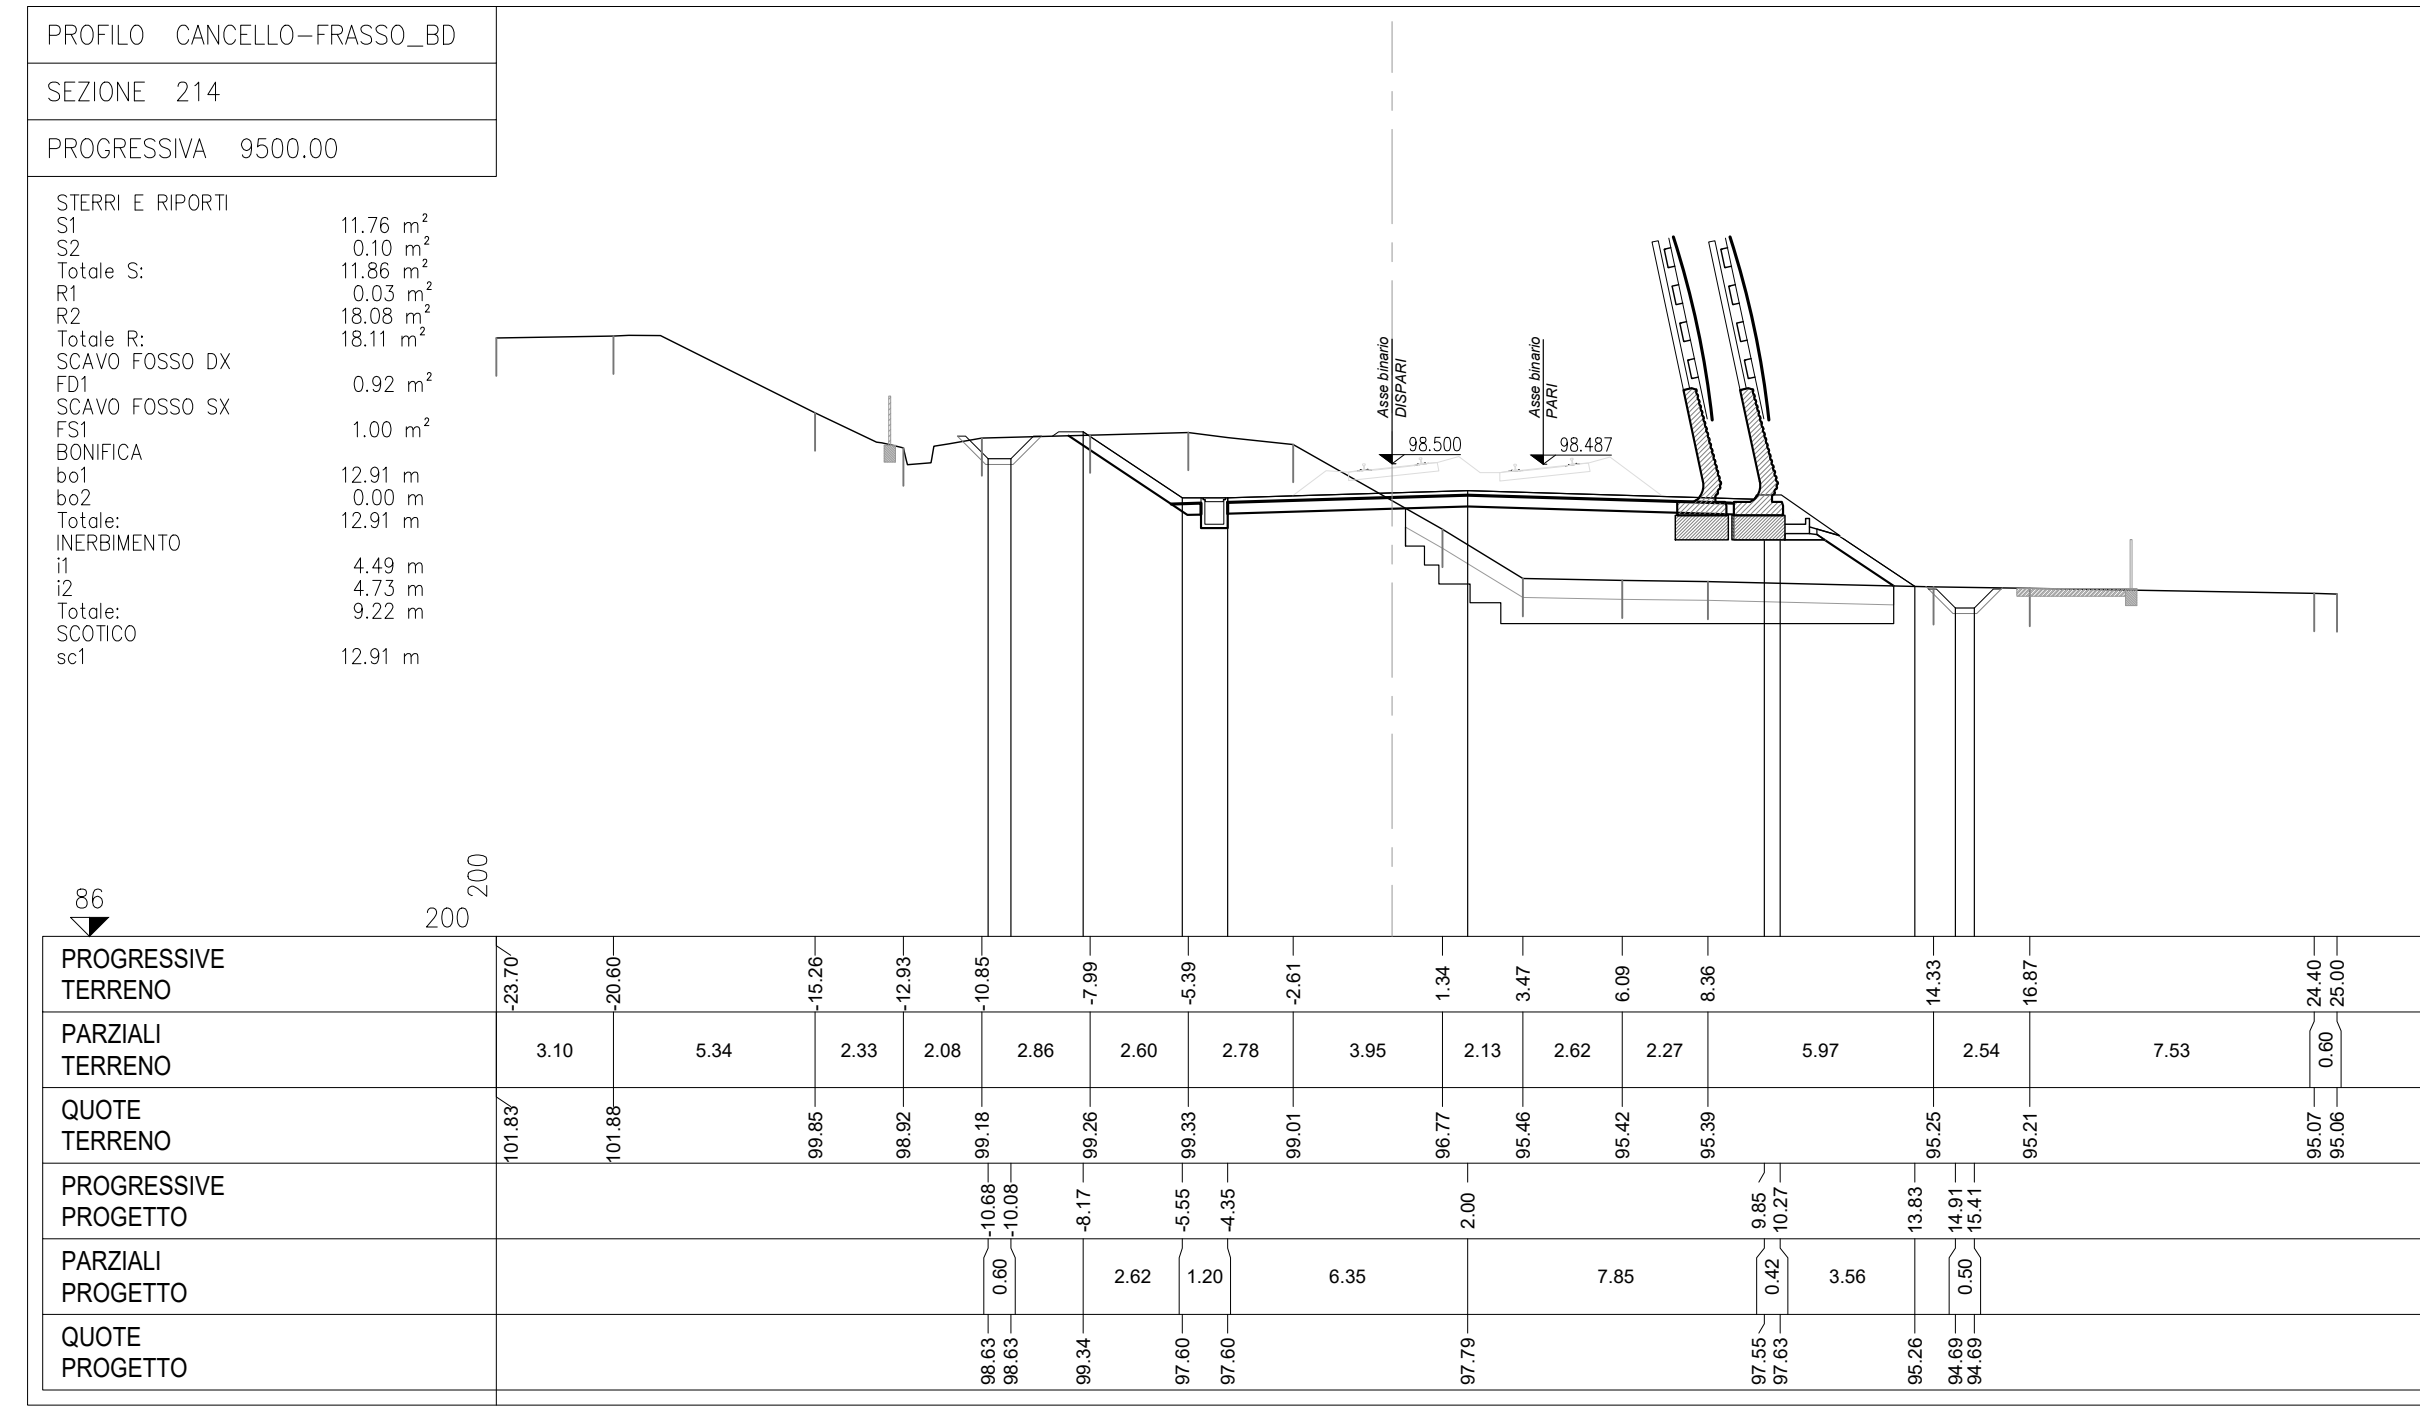 PROFILO CANCELLO-FRASSO_BD
SEZIONE 214
PROGRESSIVA 9500.00
STERRI E RIPORTI
S1 11.76 m²
S2 0.10 m²
Totale S: 11.86 m²
R1 0.03 m²
R2 18.08 m²
Totale R: 18.11 m²
SCAVO FOSSO DX
FD1 0.92 m²
SCAVO FOSSO SX
FS1 1.00 m²
BONIFICA
bo1 12.91 m
bo2 0.00 m
Totale: 12.91 m
INERBIMENTO
i1 4.49 m
i2 4.73 m
Totale: 9.22 m
SCOTICO
sc1 12.91 m
Asse binario
DISPARI
98.500
Asse binario
PARI
98.487
86
200
200
PROGRESSIVE
TERRENO
-23.70 -20.60 -15.26 -12.93 -10.85 -7.99 -5.39 -2.61 1.34 3.47 6.09 8.36 14.33 16.87 24.40 25.00
PARZIALI
TERRENO
3.10 5.34 2.33 2.08 2.86 2.60 2.78 3.95 2.13 2.62 2.27 5.97 2.54 7.53 0.60
QUOTE
TERRENO
101.83 101.88 99.85 98.92 99.18 99.26 99.33 99.01 96.77 95.46 95.42 95.39 95.25 95.21 95.07 95.06
PROGRESSIVE
PROGETTO
-10.68 -10.08 -8.17 -5.55 -4.35 2.00 9.85 10.27 13.83 14.91 15.41
PARZIALI
PROGETTO
0.60 2.62 1.20 6.35 7.85 0.42 3.56 0.50
QUOTE
PROGETTO
98.63 98.63 99.34 97.60 97.60 97.79 97.55 97.63 95.26 94.69 94.69